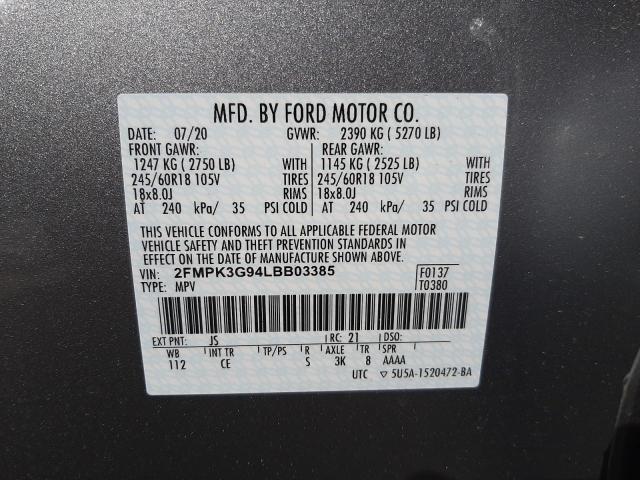 MFD. BY FORD MOTOR CO.
DATE: 07/20 GVWR: 2390 KG ( 5270 LB)
FRONT GAWR: REAR GAWR:
1247 KG ( 2750 LB) WITH 1145 KG ( 2525 LB) WITH
245/60R18 105V TIRES 245/60R18 105V TIRES
18x8.0J RIMS 18x8.0J RIMS
AT 240 kPa/ 35 PSI COLD AT 240 kPa/ 35 PSI COLD
THIS VEHICLE CONFORMS TO ALL APPLICABLE FEDERAL MOTOR
VEHICLE SAFETY AND THEFT PREVENTION STANDARDS IN
EFFECT ON THE DATE OF MANUFACTURE SHOWN ABOVE.
VIN: 2FMPK3G94LBB03385 F0137
TYPE: MPV T0380
EXT PNT: JS RC: 21 DSO:
WB INT TR TP/PS R AXLE TR SPR
112 CE S 3K 8 AAAA
UTC ▽5U5A-1520472-BA